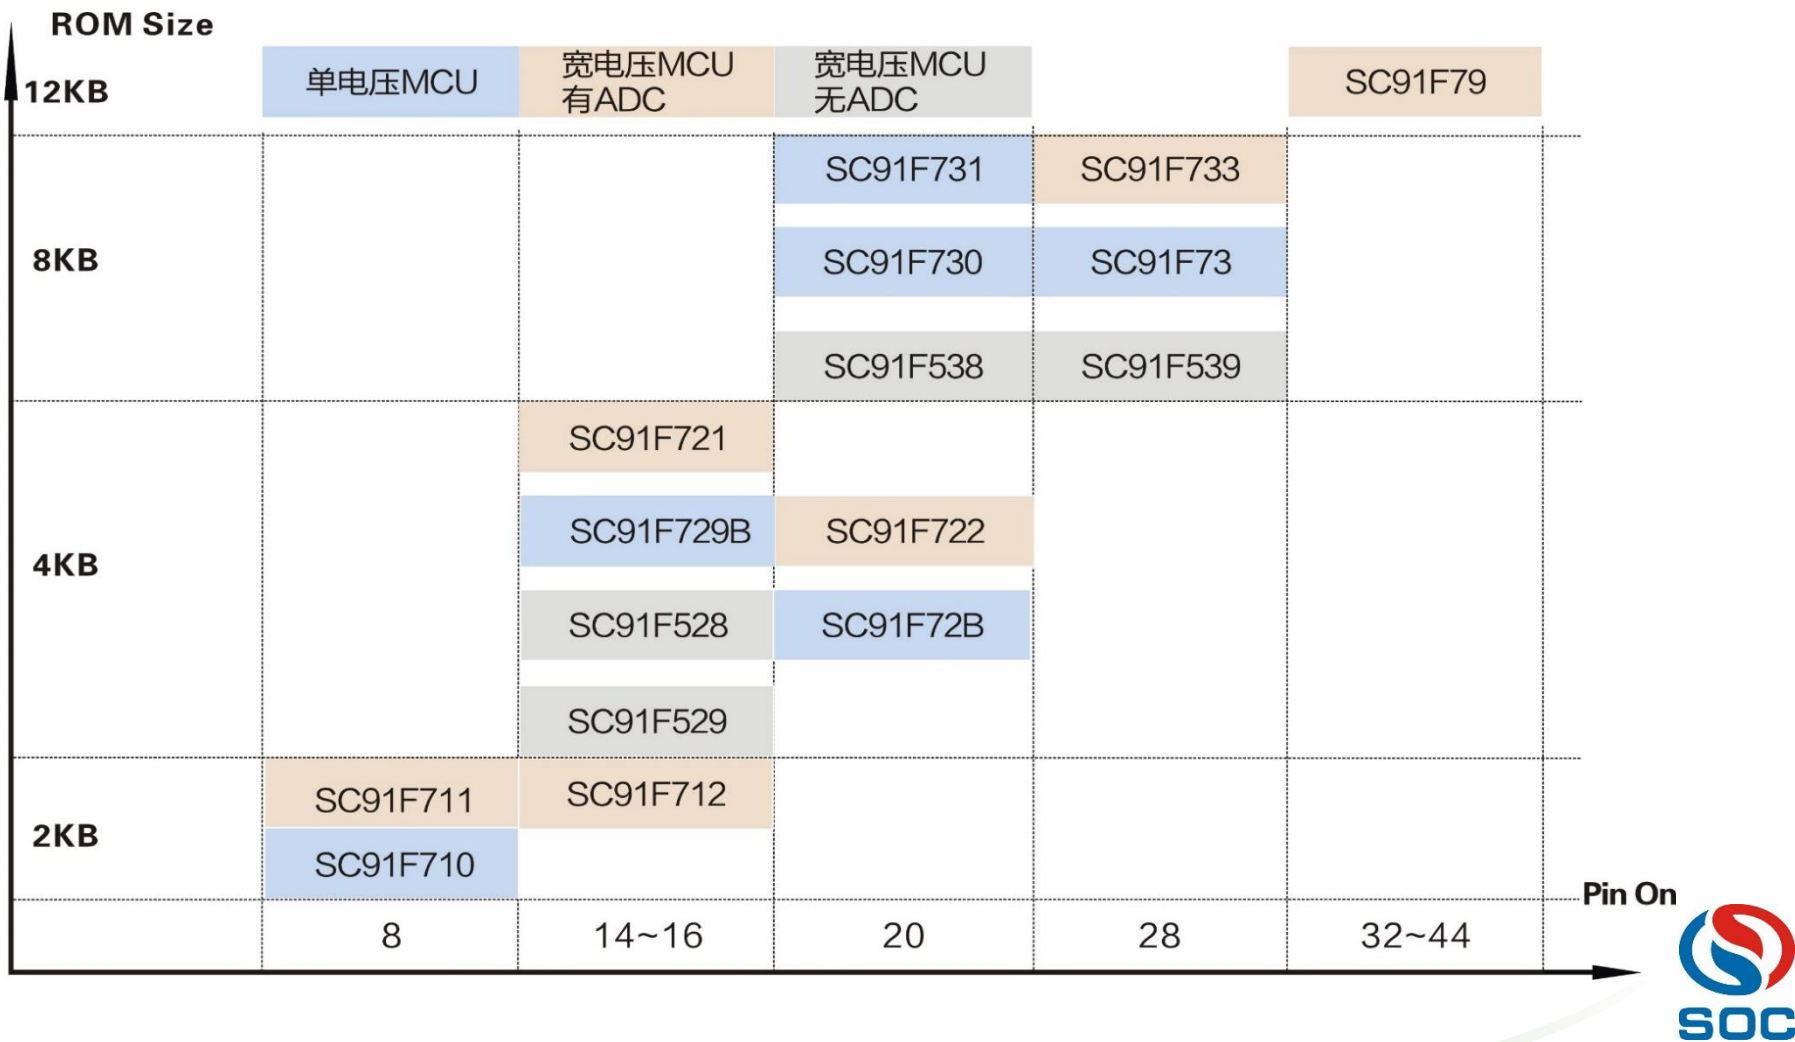 ROM Size
12KB
单电压MCU
宽电压MCU
有ADC
宽电压MCU
无ADC
SC91F79
8KB
SC91F731
SC91F733
SC91F730
SC91F73
SC91F538
SC91F539
4KB
SC91F721
SC91F729B
SC91F722
SC91F528
SC91F72B
SC91F529
2KB
SC91F711
SC91F712
SC91F710
Pin On
8
14~16
20
28
32~44
SOC